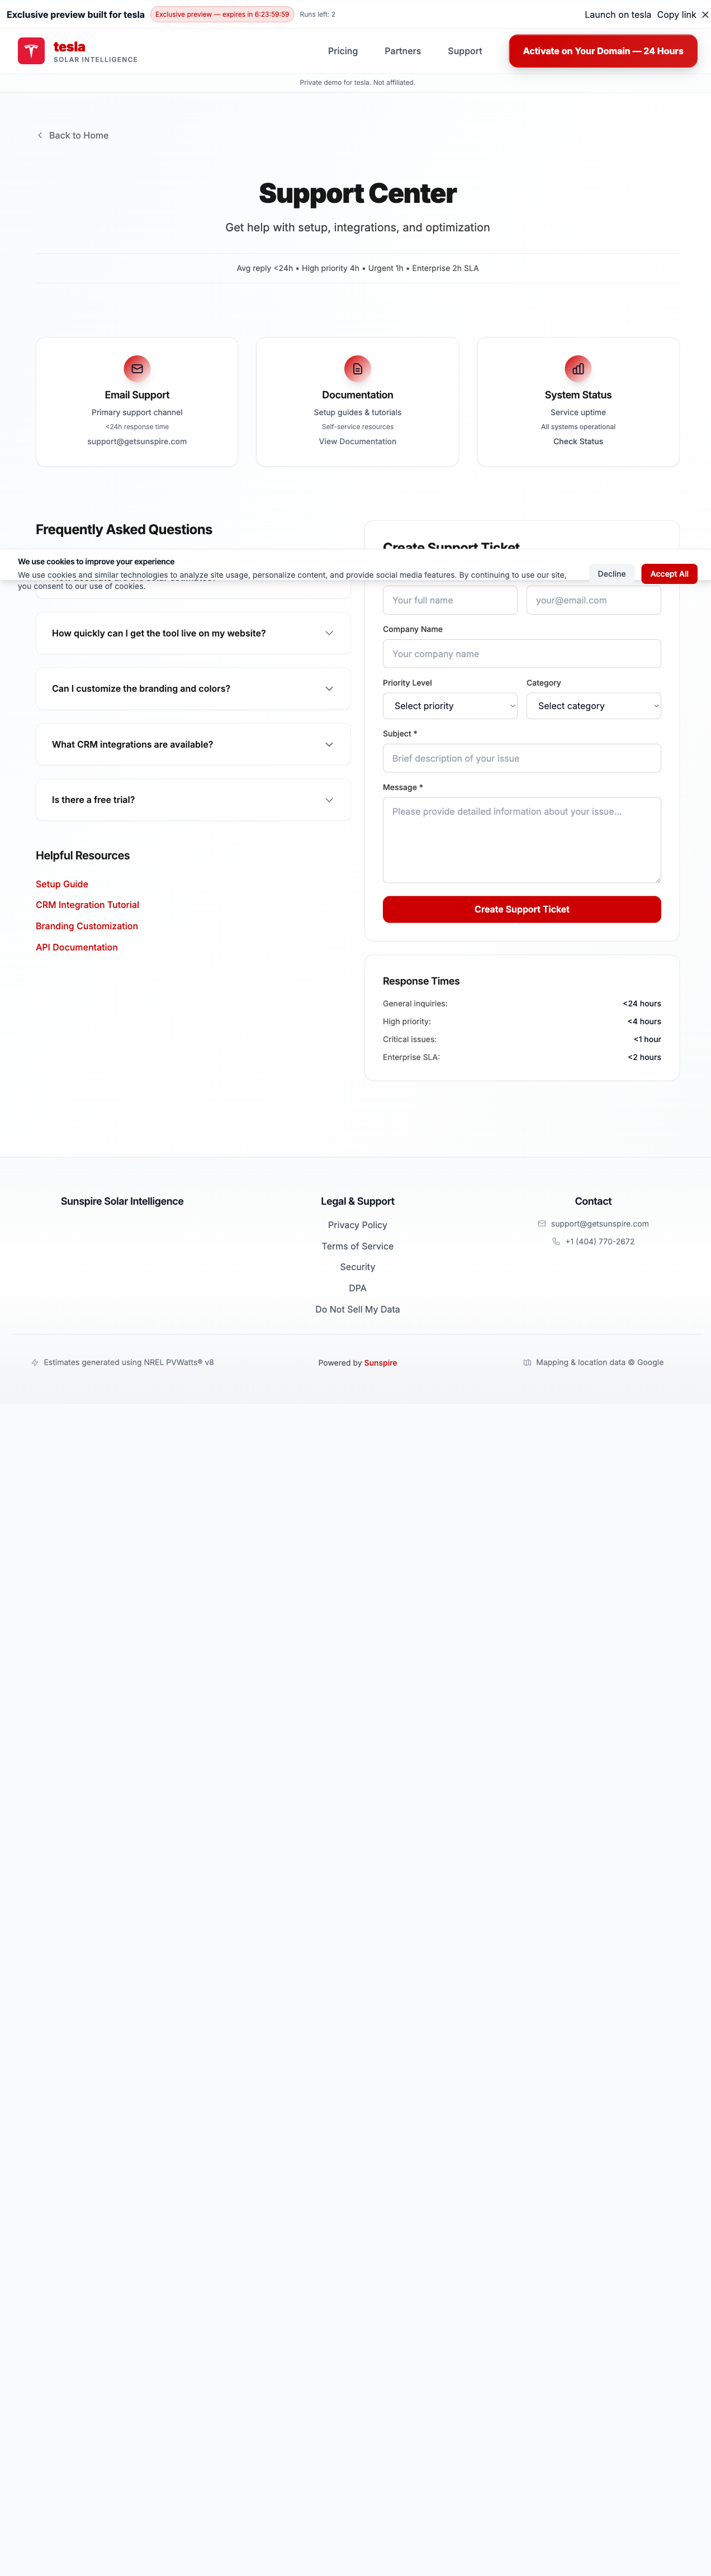 Exclusive preview built for tesla
Exclusive preview — expires in 6:23:59:59
Runs left: 2
Launch on tesla
Copy link
tesla
SOLAR INTELLIGENCE
Pricing
Partners
Support
Activate on Your Domain — 24 Hours
Private demo for tesla. Not affiliated.
Back to Home
Support Center
Get help with setup, integrations, and optimization
Avg reply <24h • High priority 4h • Urgent 1h • Enterprise 2h SLA
Email Support
Primary support channel
<24h response time
support@getsunspire.com
Documentation
Setup guides & tutorials
Self-service resources
View Documentation
System Status
Service uptime
All systems operational
Check Status
Frequently Asked Questions
Create Support Ticket
We use cookies to improve your experience
We use cookies and similar technologies to analyze site usage, personalize content, and provide social media features. By continuing to use our site,
you consent to our use of cookies.
Decline
Accept All
How quickly can I get the tool live on my website?
Can I customize the branding and colors?
What CRM integrations are available?
Is there a free trial?
Helpful Resources
Setup Guide
CRM Integration Tutorial
Branding Customization
API Documentation
Your full name
your@email.com
Company Name
Your company name
Priority Level
Category
Select priority
Select category
Subject *
Brief description of your issue
Message *
Please provide detailed information about your issue...
Create Support Ticket
Response Times
General inquiries: <24 hours
High priority: <4 hours
Critical issues: <1 hour
Enterprise SLA: <2 hours
Sunspire Solar Intelligence
Legal & Support
Privacy Policy
Terms of Service
Security
DPA
Do Not Sell My Data
Contact
support@getsunspire.com
+1 (404) 770-2672
Estimates generated using NREL PVWatts® v8
Powered by Sunspire
Mapping & location data © Google